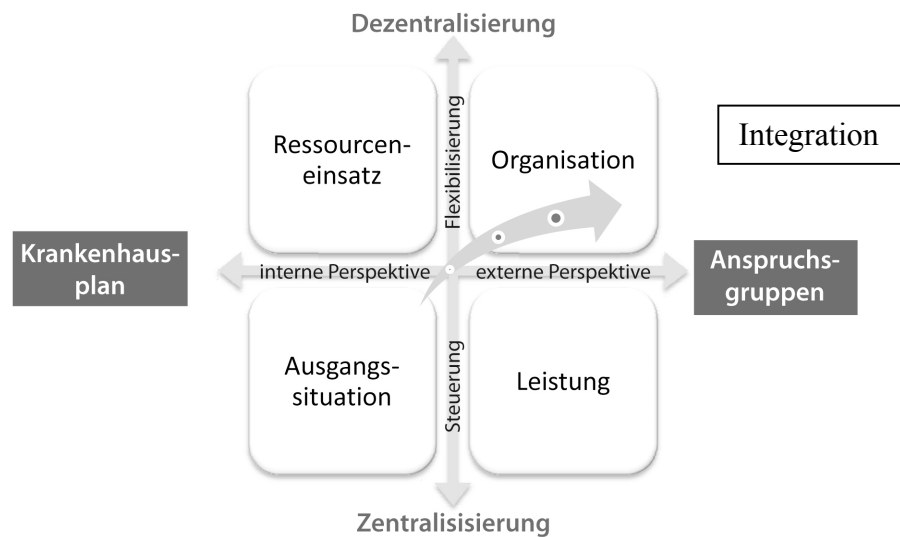 Dezentralisierung
Flexibilisierung
Ressourcen-
einsatz
Organisation
Integration
Krankenhaus-
plan
interne Perspektive
externe Perspektive
Anspruchs-
gruppen
Ausgangs-
situation
Steuerung
Leistung
Zentralisisierung